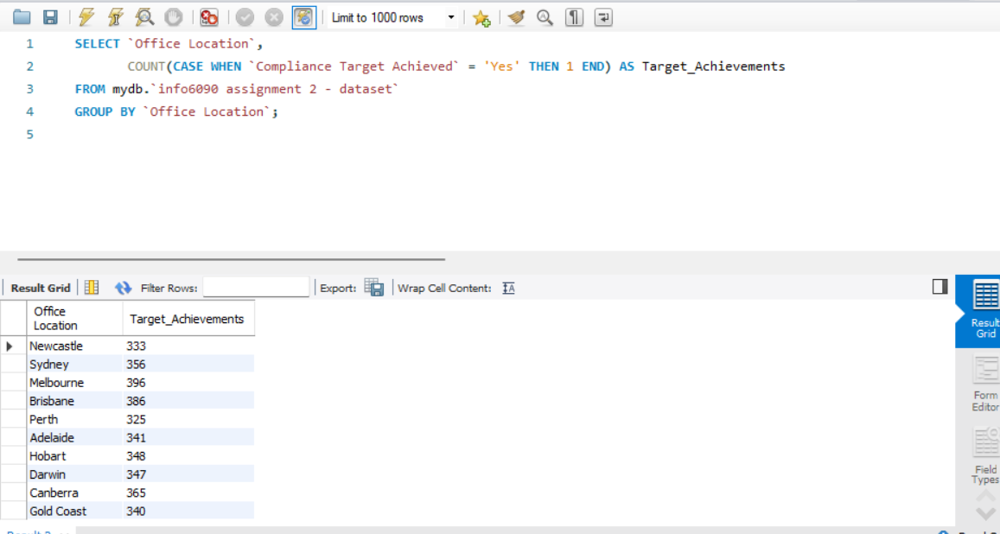 Limit to 1000 rows
1 SELECT `Office Location`,
2 COUNT(CASE WHEN `Compliance Target Achieved` = 'Yes' THEN 1 END) AS Target_Achievements
3 FROM mydb.`info6090 assignment 2 - dataset`
4 GROUP BY `Office Location`;
5
Result Grid Filter Rows: Export: Wrap Cell Content: IA
Office
Location Target_Achievements
Newcastle 333
Sydney 356
Melbourne 396
Brisbane 386
Perth 325
Adelaide 341
Hobart 348
Darwin 347
Canberra 365
Gold Coast 340
Result
Grid
Form
Editor
Field
Types